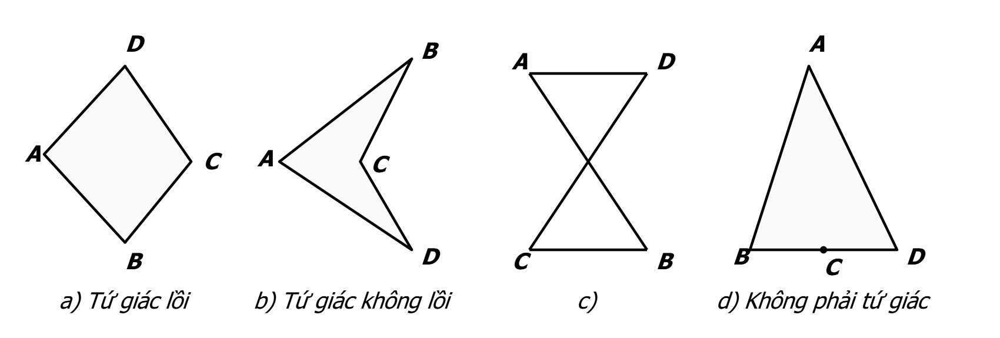 D
A
C
B
a) Tứ giác lồi
B
A
C
D
b) Tứ giác không lồi
A
D
C
B
c)
A
B
C
D
d) Không phải tứ giác